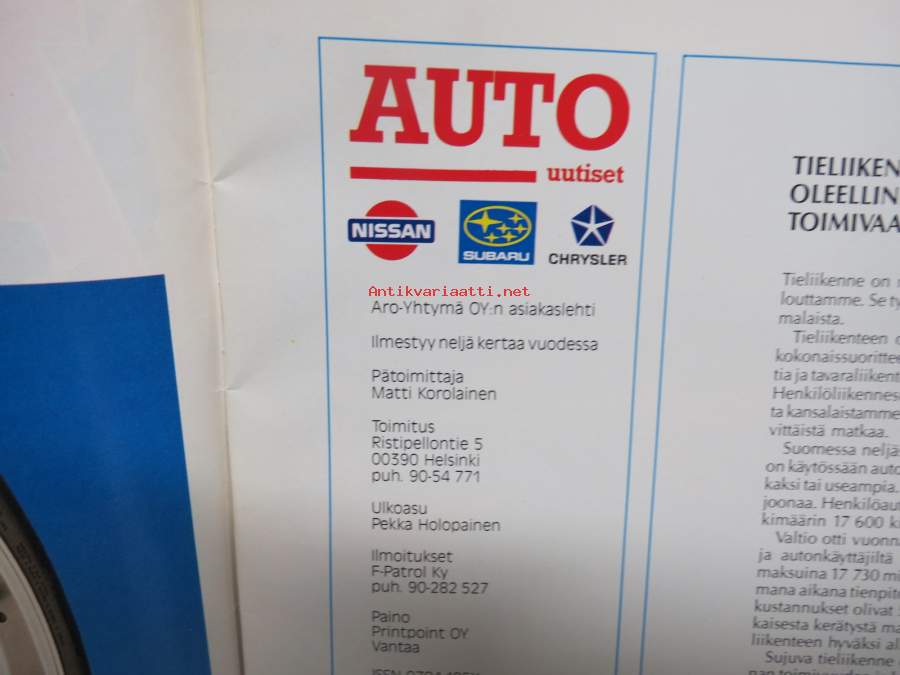 AUTO
uutiset
NISSAN
SUBARU
CHRYSLER
Antikvariaatti.net
Aro-Yhtymä OY:n asiakaslehti
Ilmestyy neljä kertaa vuodessa
Pätoimittaja
Matti Korolainen
Toimitus
Ristipellontie 5
00390 Helsinki
puh. 90-54 771
Ulkoasu
Pekka Holopainen
Ilmoitukset
F-Patrol Ky
puh. 90-282 527
Paino
Printpoint OY
Vantaa
TIELIIKEN
OLEELLIN
TOIMIVAA
Tieliikenne on
louttamme. Se ty
malaista.
Tieliikenteen
kokonaissuorittee
tia ja tavaraliikent
Henkilöliikennes
ta kansalaistamme
vittäistä matkaa.
Suomessa neljä
on käytössään auto
kaksi tai useampia.
joonaa. Henkilöaut
kimäärin 17 600 k
Valtio otti vuonn
ja autonkäyttäjiltä
maksuina 17 730 mi
mana aikana tienpit
kustannukset olivat
kaisesta kerätystä ma
liikenteen hyväksi al
Sujuva tieliikenne